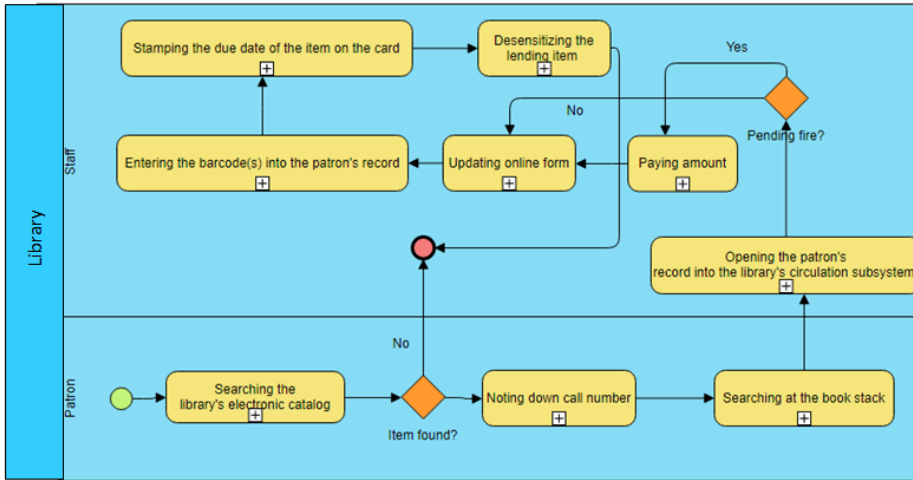 Library
Staff
Stamping the due date of the item on the card
Desensitizing the
lending item
Yes
No
Pending fire?
Entering the barcode(s) into the patron's record
Updating online form
Paying amount
Opening the patron's
record into the library's circulation subsystem
Patron
No
Searching the
library's electronic catalog
Item found?
Noting down call number
Searching at the book stack